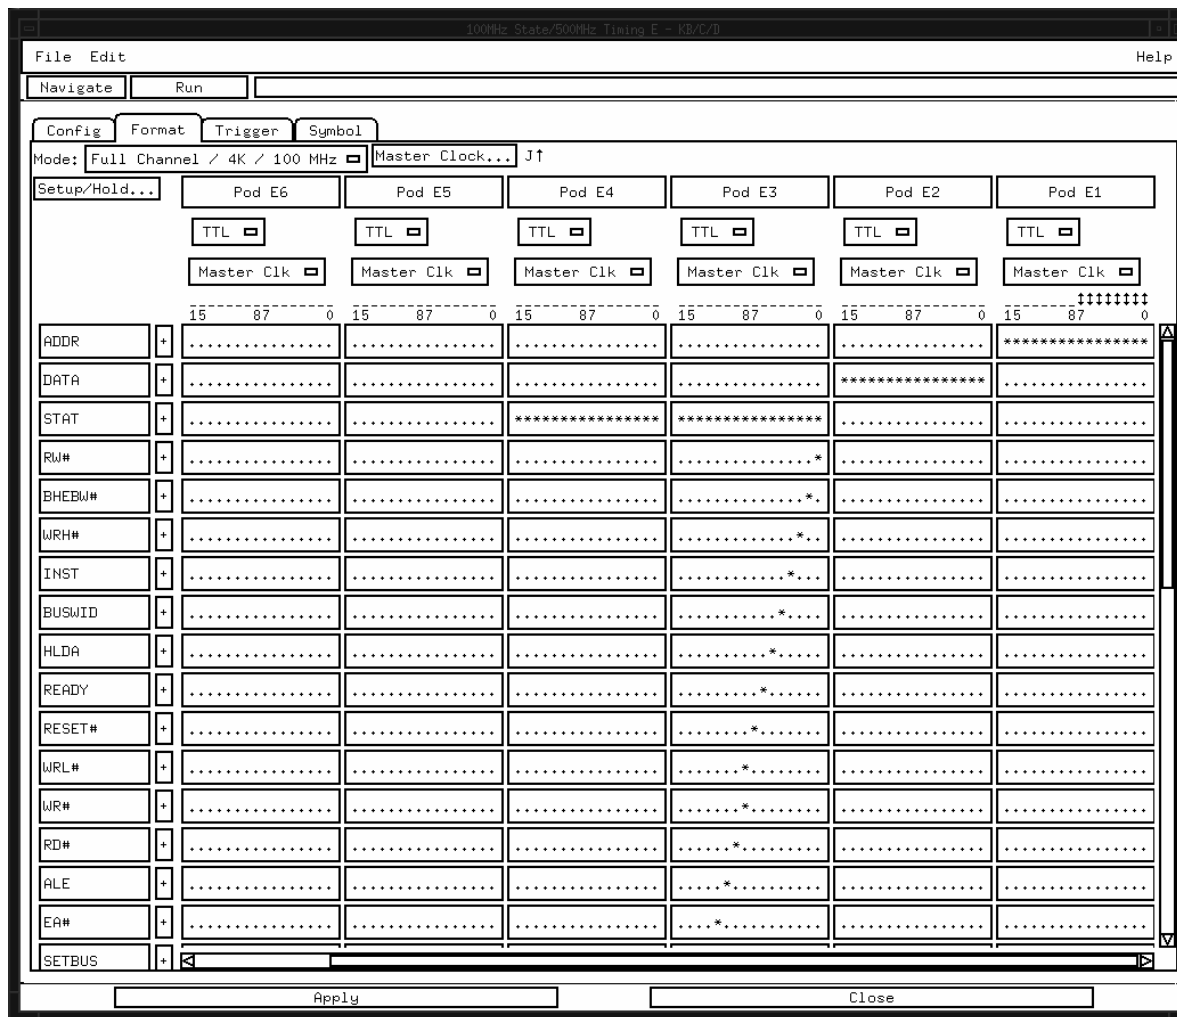 100MHz State/500MHz Timing E - KB/C/D
File Edit Help
Navigate Run
Config Format Trigger Symbol
Mode: Full Channel / 4K / 100 MHz Master Clock... J↑
Setup/Hold... Pod E6 Pod E5 Pod E4 Pod E3 Pod E2 Pod E1
TTL TTL TTL TTL TTL TTL
Master Clk Master Clk Master Clk Master Clk Master Clk Master Clk
15 87 0 15 87 0 15 87 0 15 87 0 15 87 0 15 87 0
ADDR + ................ ................ ................ ................ ................ ****************
DATA + ................ ................ ................ ................ **************** ................
STAT + ................ ................ **************** **************** ................ ................
RW# + ................ ................ ................ ...............* ................ ................
BHEBW# + ................ ................ ................ ..............*. ................ ................
WRH# + ................ ................ ................ .............*.. ................ ................
INST + ................ ................ ................ ............*... ................ ................
BUSWID + ................ ................ ................ ...........*.... ................ ................
HLDA + ................ ................ ................ ..........*..... ................ ................
READY + ................ ................ ................ .........*...... ................ ................
RESET# + ................ ................ ................ ........*....... ................ ................
WRL# + ................ ................ ................ .......*........ ................ ................
WR# + ................ ................ ................ .......*........ ................ ................
RD# + ................ ................ ................ ......*......... ................ ................
ALE + ................ ................ ................ .....*.......... ................ ................
EA# + ................ ................ ................ ....*........... ................ ................
SETBUS +
Apply Close